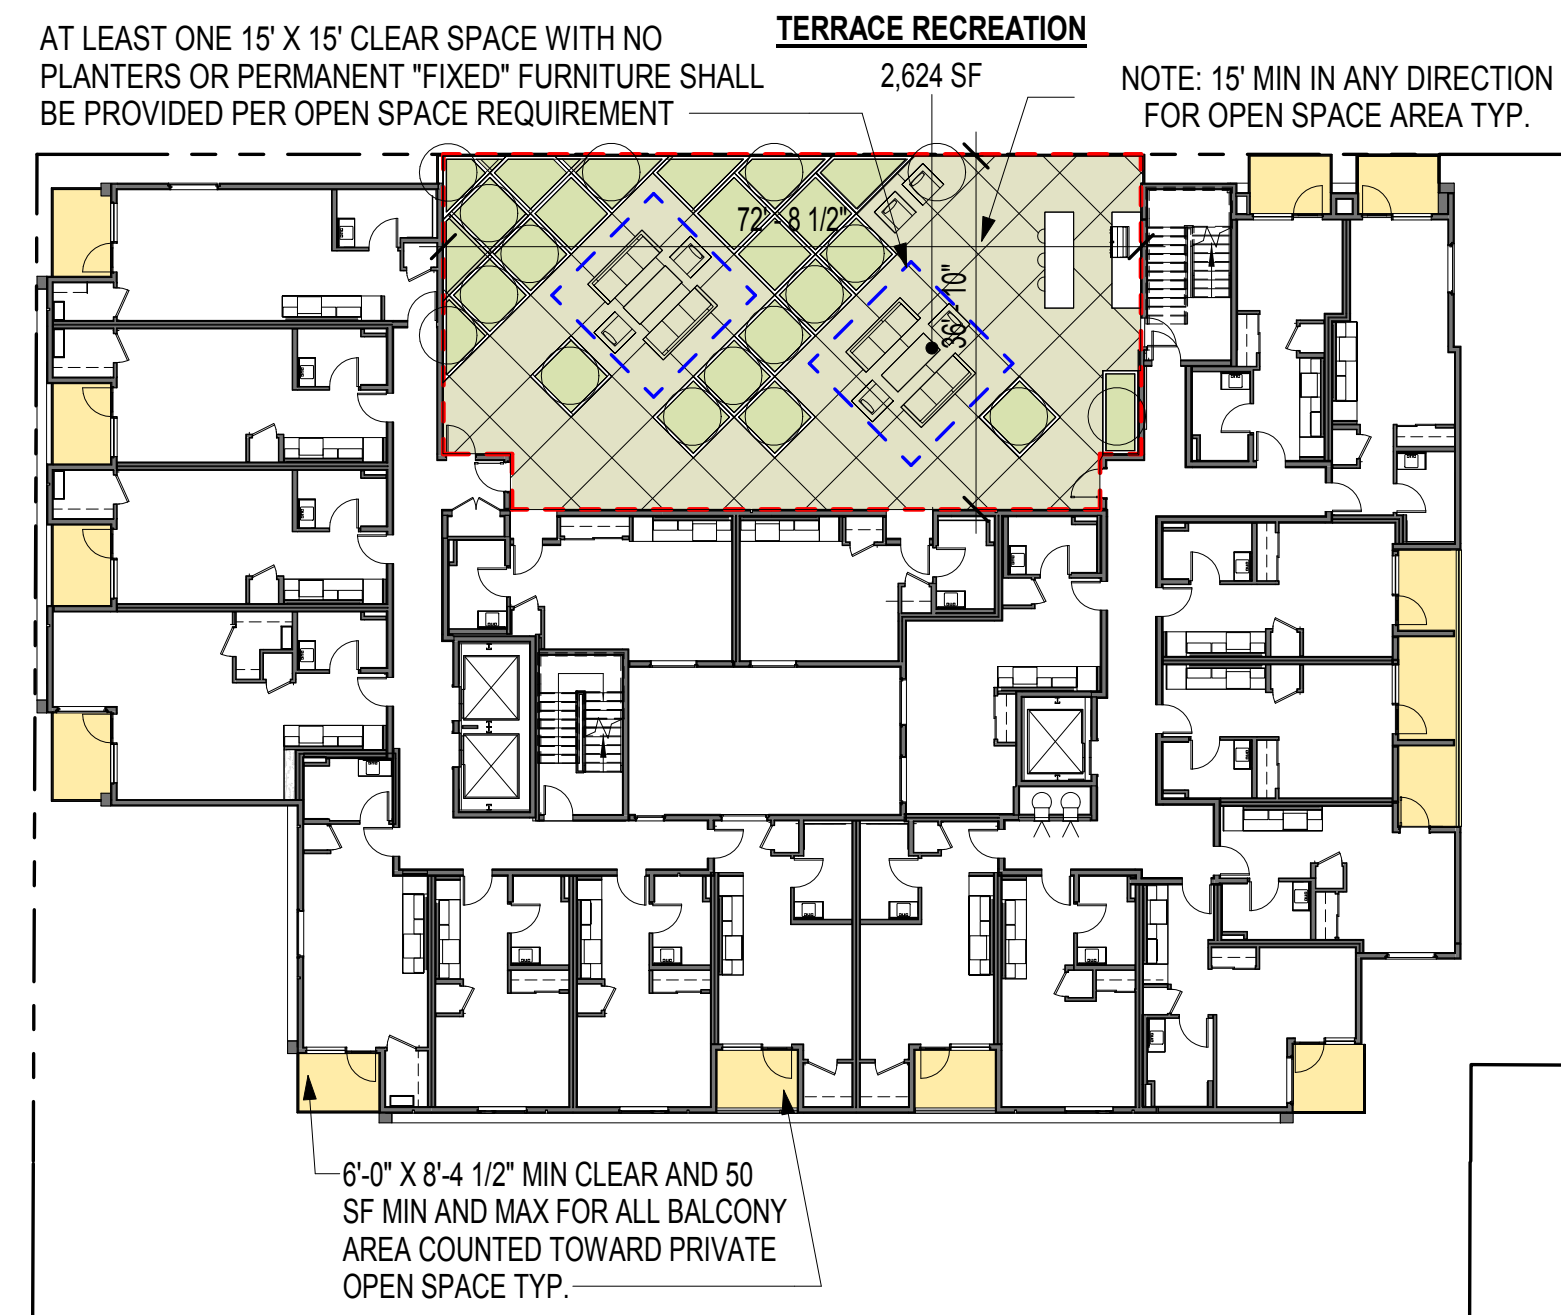 TERRACE RECREATION
2,624 SF
AT LEAST ONE 15' X 15' CLEAR SPACE WITH NO
PLANTERS OR PERMANENT "FIXED" FURNITURE SHALL
BE PROVIDED PER OPEN SPACE REQUIREMENT
NOTE: 15' MIN IN ANY DIRECTION
FOR OPEN SPACE AREA TYP.
72' - 8 1/2"
36' - 10"
6'-0" X 8'-4 1/2" MIN CLEAR AND 50
SF MIN AND MAX FOR ALL BALCONY
AREA COUNTED TOWARD PRIVATE
OPEN SPACE TYP.